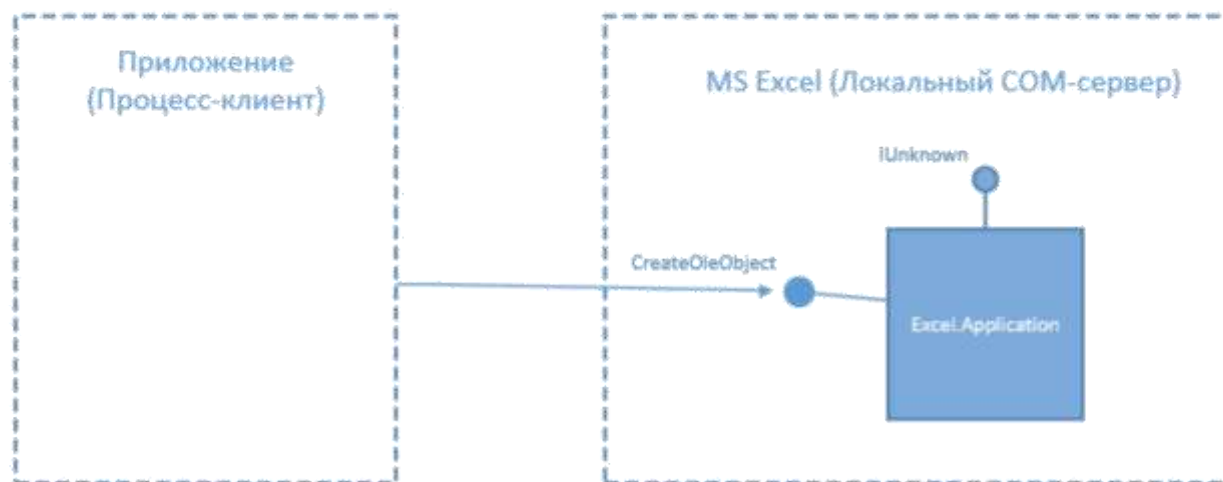 Приложение
(Процесс-клиент)
MS Excel (Локальный COM-сервер)
iUnknown
CreateOleObject
Excel.Application